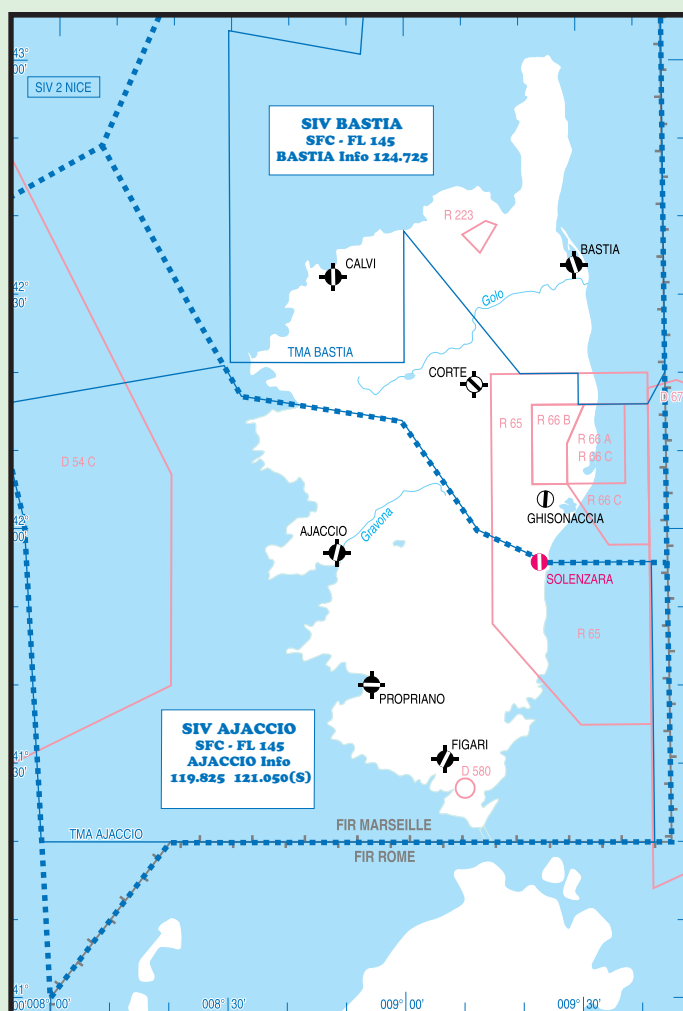 43°
00'
SIV 2 NICE
SIV BASTIA
SFC - FL 145
BASTIA Info 124.725
R 223
BASTIA
CALVI
42°
30'
Golo
TMA BASTIA
CORTE
D 67
R 65
R 66 B
R 66 A
R 66 C
D 54 C
R 66 C
GHISONACCIA
42°
00'
AJACCIO
Gravona
SOLENZARA
R 65
PROPRIANO
SIV AJACCIO
SFC - FL 145
AJACCIO Info
119.825 121.050(S)
FIGARI
D 580
41°
30'
TMA AJACCIO
FIR MARSEILLE
FIR ROME
41°
00'
008° 00'
008° 30'
009° 00'
009° 30'